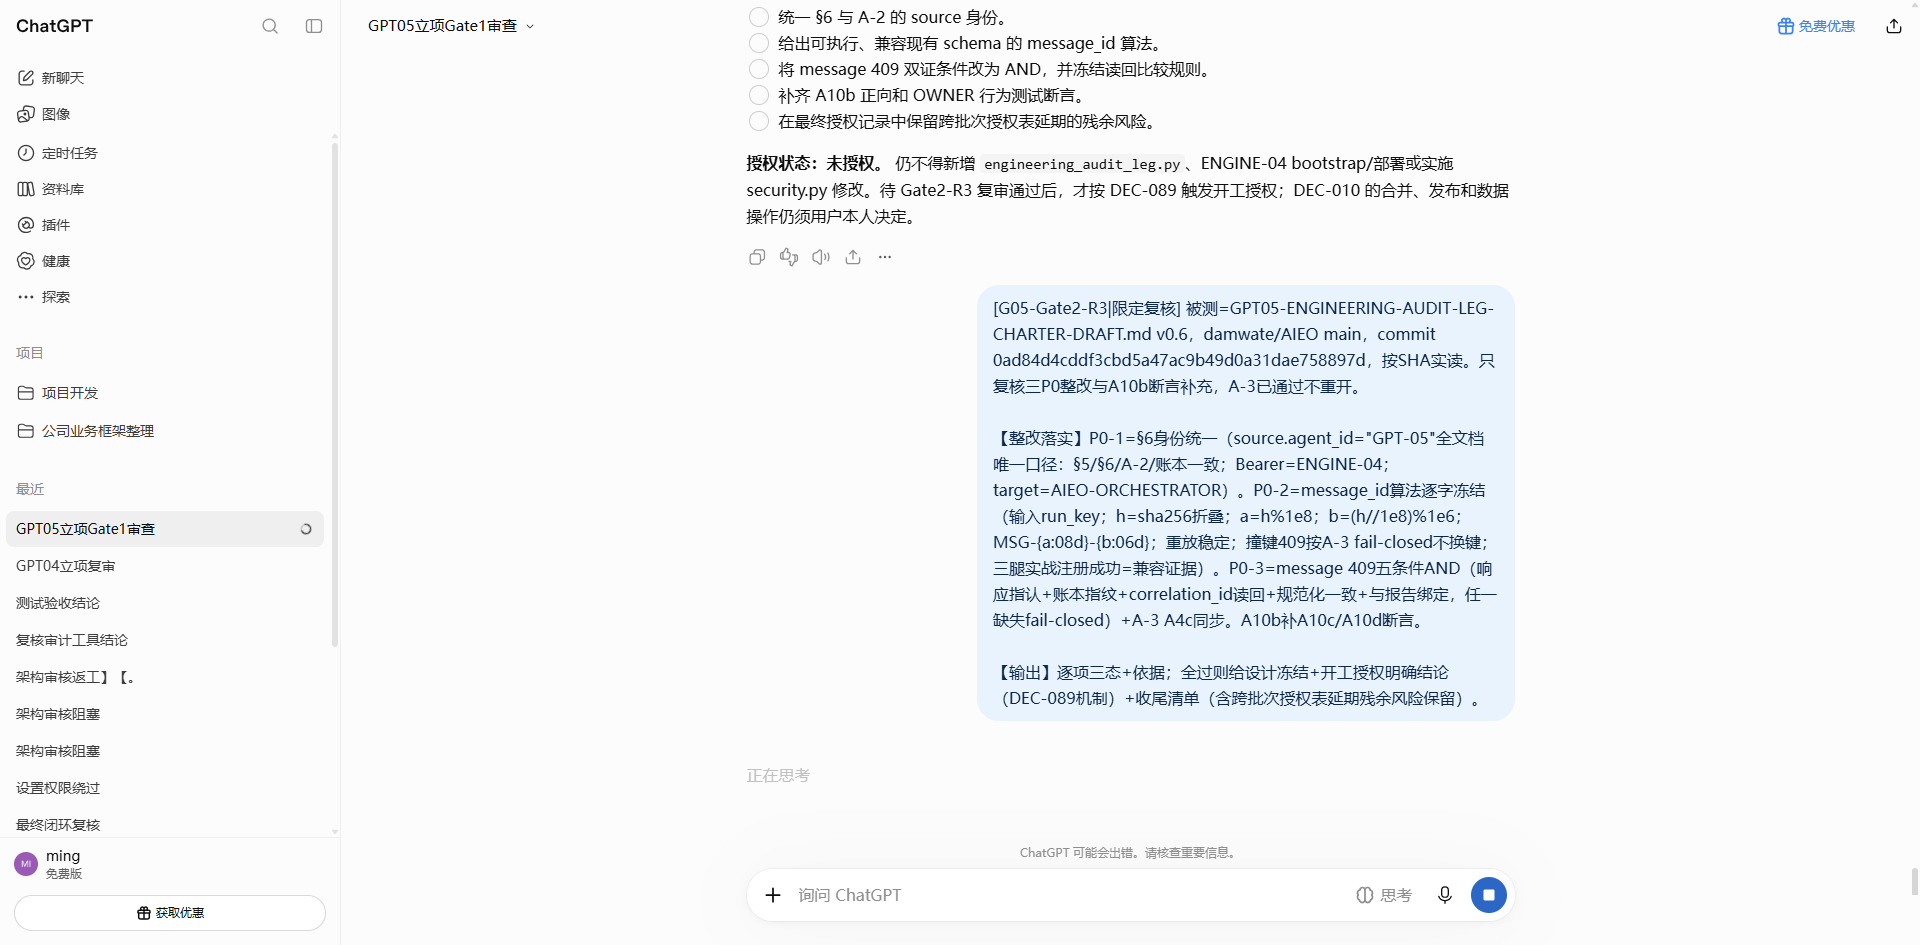 ChatGPT
新聊天
图像
定时任务
资料库
插件
健康
探索
项目
项目开发
公司业务框架整理
最近
GPT05立项Gate1审查
GPT04立项复审
测试验收结论
复核审计工具结论
架构审核返工】【。
架构审核阻塞
架构审核阻塞
设置权限绕过
最终闭环复核
MI
ming
免费版
获取优惠
GPT05立项Gate1审查
免费优惠
统一 §6 与 A-2 的 source 身份。
给出可执行、兼容现有 schema 的 message_id 算法。
将 message 409 双证条件改为 AND，并冻结读回比较规则。
补齐 A10b 正向和 OWNER 行为测试断言。
在最终授权记录中保留跨批次授权表延期的残余风险。
授权状态：未授权。 仍不得新增 engineering_audit_leg.py、ENGINE-04 bootstrap/部署或实施
security.py 修改。待 Gate2-R3 复审通过后，才按 DEC-089 触发开工授权；DEC-010 的合并、发布和数据
操作仍须用户本人决定。
[G05-Gate2-R3|限定复核] 被测=GPT05-ENGINEERING-AUDIT-LEG-
CHARTER-DRAFT.md v0.6，damwate/AIEO main，commit
0ad84d4cddf3cbd5a47ac9b49d0a31dae758897d，按SHA实读。只
复核三P0整改与A10b断言补充，A-3已通过不重开。
【整改落实】P0-1=§6身份统一（source.agent_id="GPT-05"全文档
唯一口径：§5/§6/A-2/账本一致；Bearer=ENGINE-04；
target=AIEO-ORCHESTRATOR）。P0-2=message_id算法逐字冻结
（输入run_key；h=sha256折叠；a=h%1e8；b=(h//1e8)%1e6；
MSG-{a:08d}-{b:06d}；重放稳定；撞键409按A-3 fail-closed不换键；
三腿实战注册成功=兼容证据）。P0-3=message 409五条件AND（响
应指认+账本指纹+correlation_id读回+规范化一致+与报告绑定，任一
缺失fail-closed）+A-3 A4c同步。A10b补A10c/A10d断言。
【输出】逐项三态+依据；全过则给设计冻结+开工授权明确结论
（DEC-089机制）+收尾清单（含跨批次授权表延期残余风险保留）。
正在思考
ChatGPT 可能会出错。请核查重要信息。
询问 ChatGPT
思考